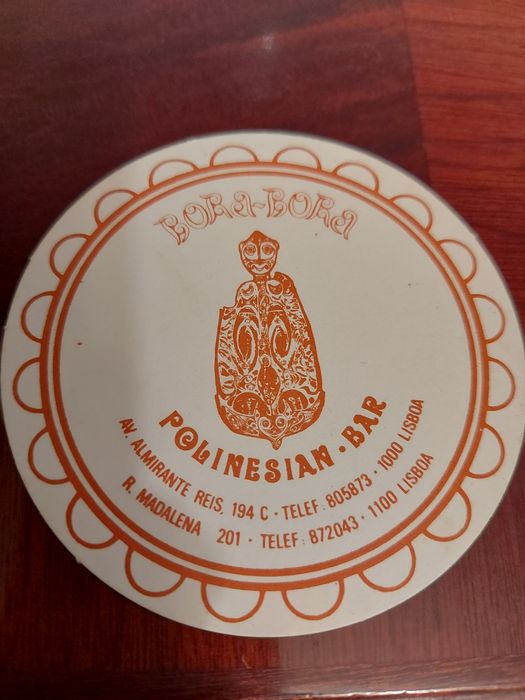 BORA-BORA
POLINESIAN · BAR
AV. ALMIRANTE REIS, 194 C · TELEF. 805873 · 1000 LISBOA
R. MADALENA 201 · TELEF. 872043 · 1100 LISBOA